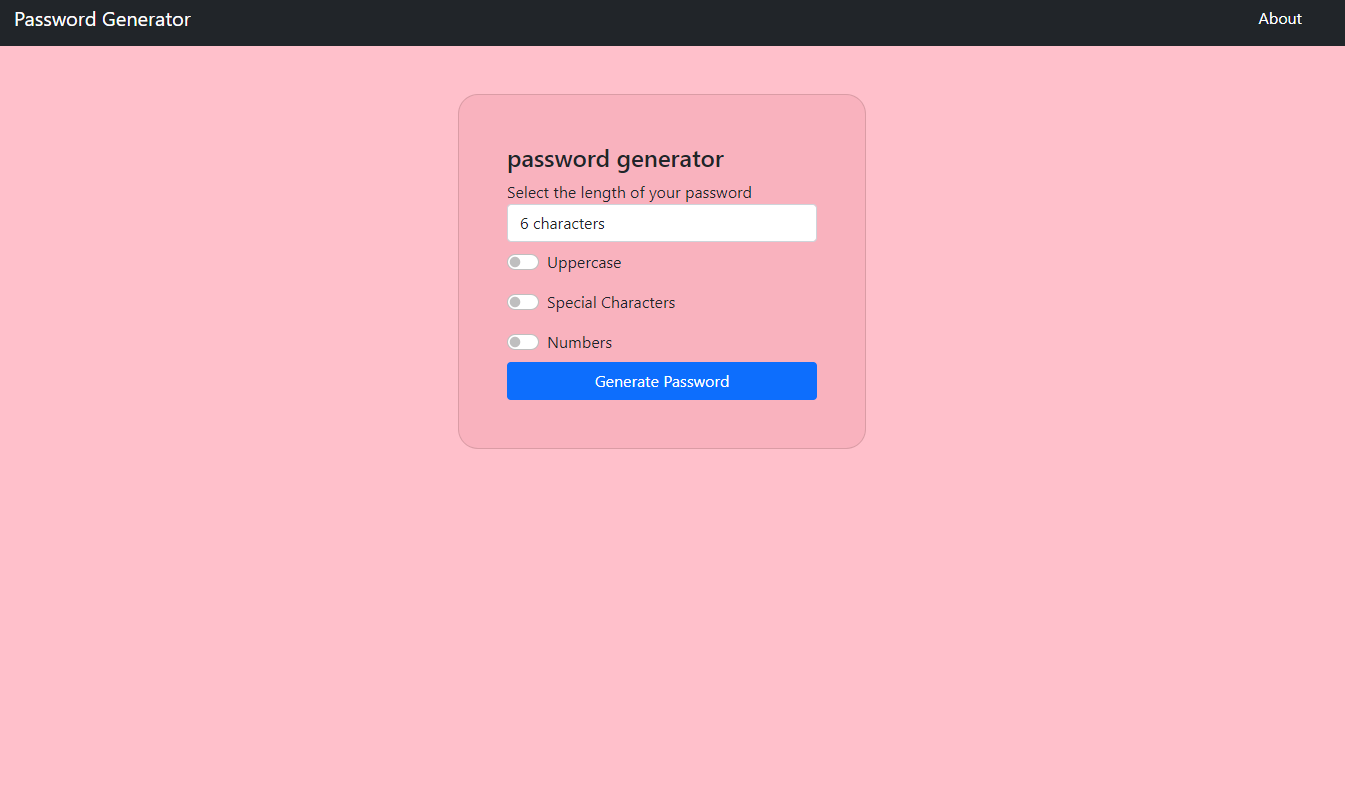 Password Generator
About
password generator
Select the length of your password
6 characters
Uppercase
Special Characters
Numbers
Generate Password